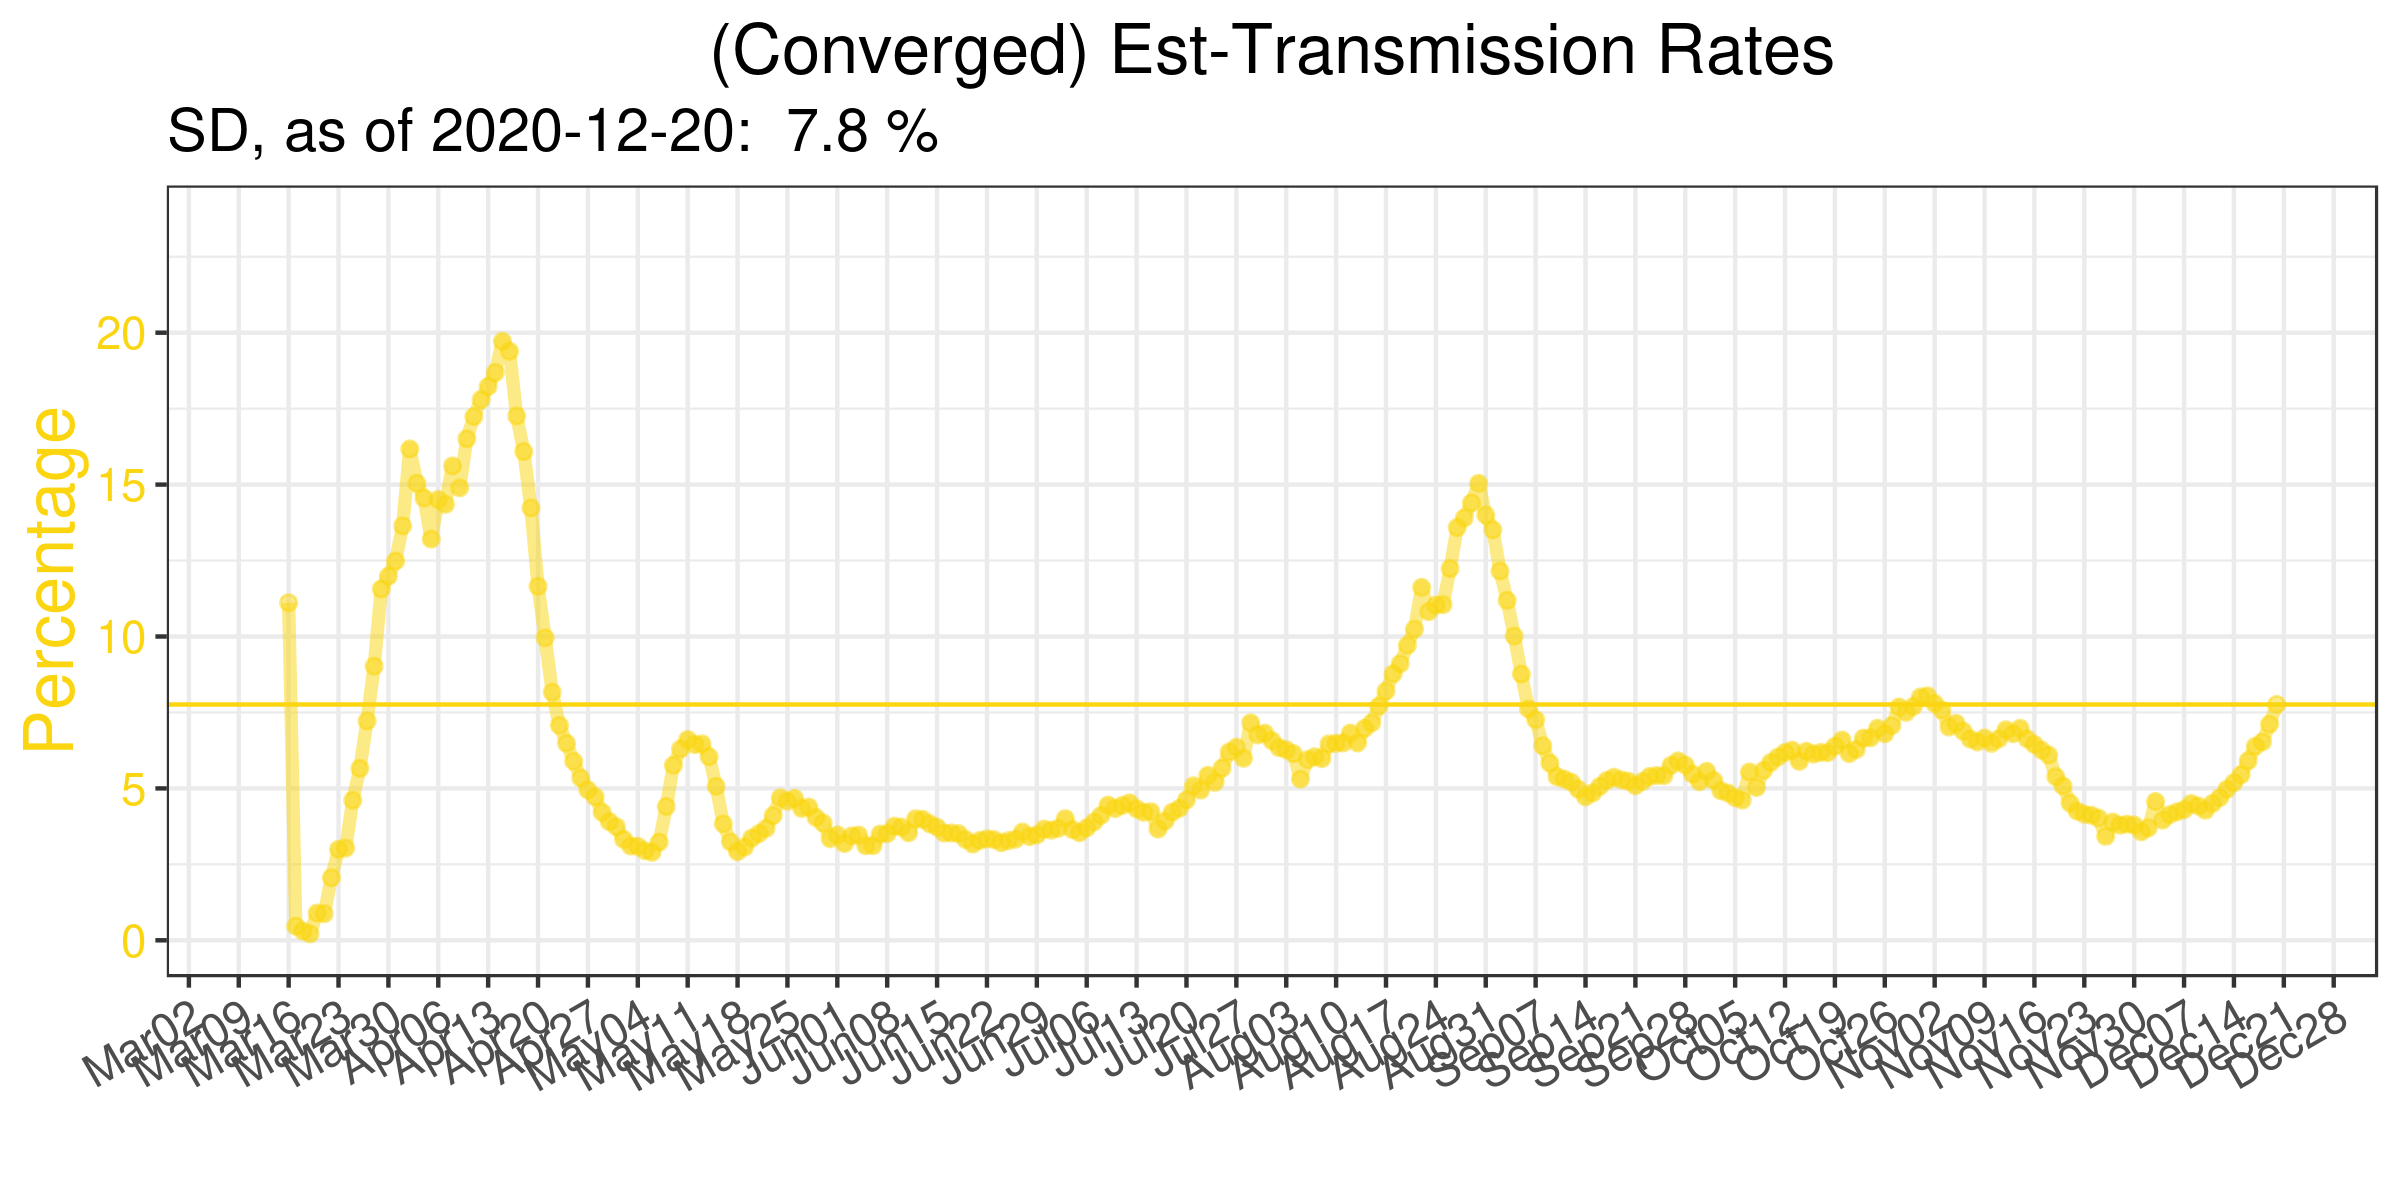 (Converged) Est-Transmission Rates
SD, as of 2020-12-20:  7.8 %
Percentage
20
15
10
5
0
Mar02
Mar09
Mar16
Mar23
Mar30
Apr06
Apr13
Apr20
Apr27
May04
May11
May18
May25
Jun01
Jun08
Jun15
Jun22
Jun29
Jul06
Jul13
Jul20
Jul27
Aug03
Aug10
Aug17
Aug24
Aug31
Sep07
Sep14
Sep21
Sep28
Oct05
Oct12
Oct19
Oct26
Nov02
Nov09
Nov16
Nov23
Nov30
Dec07
Dec14
Dec21
Dec28